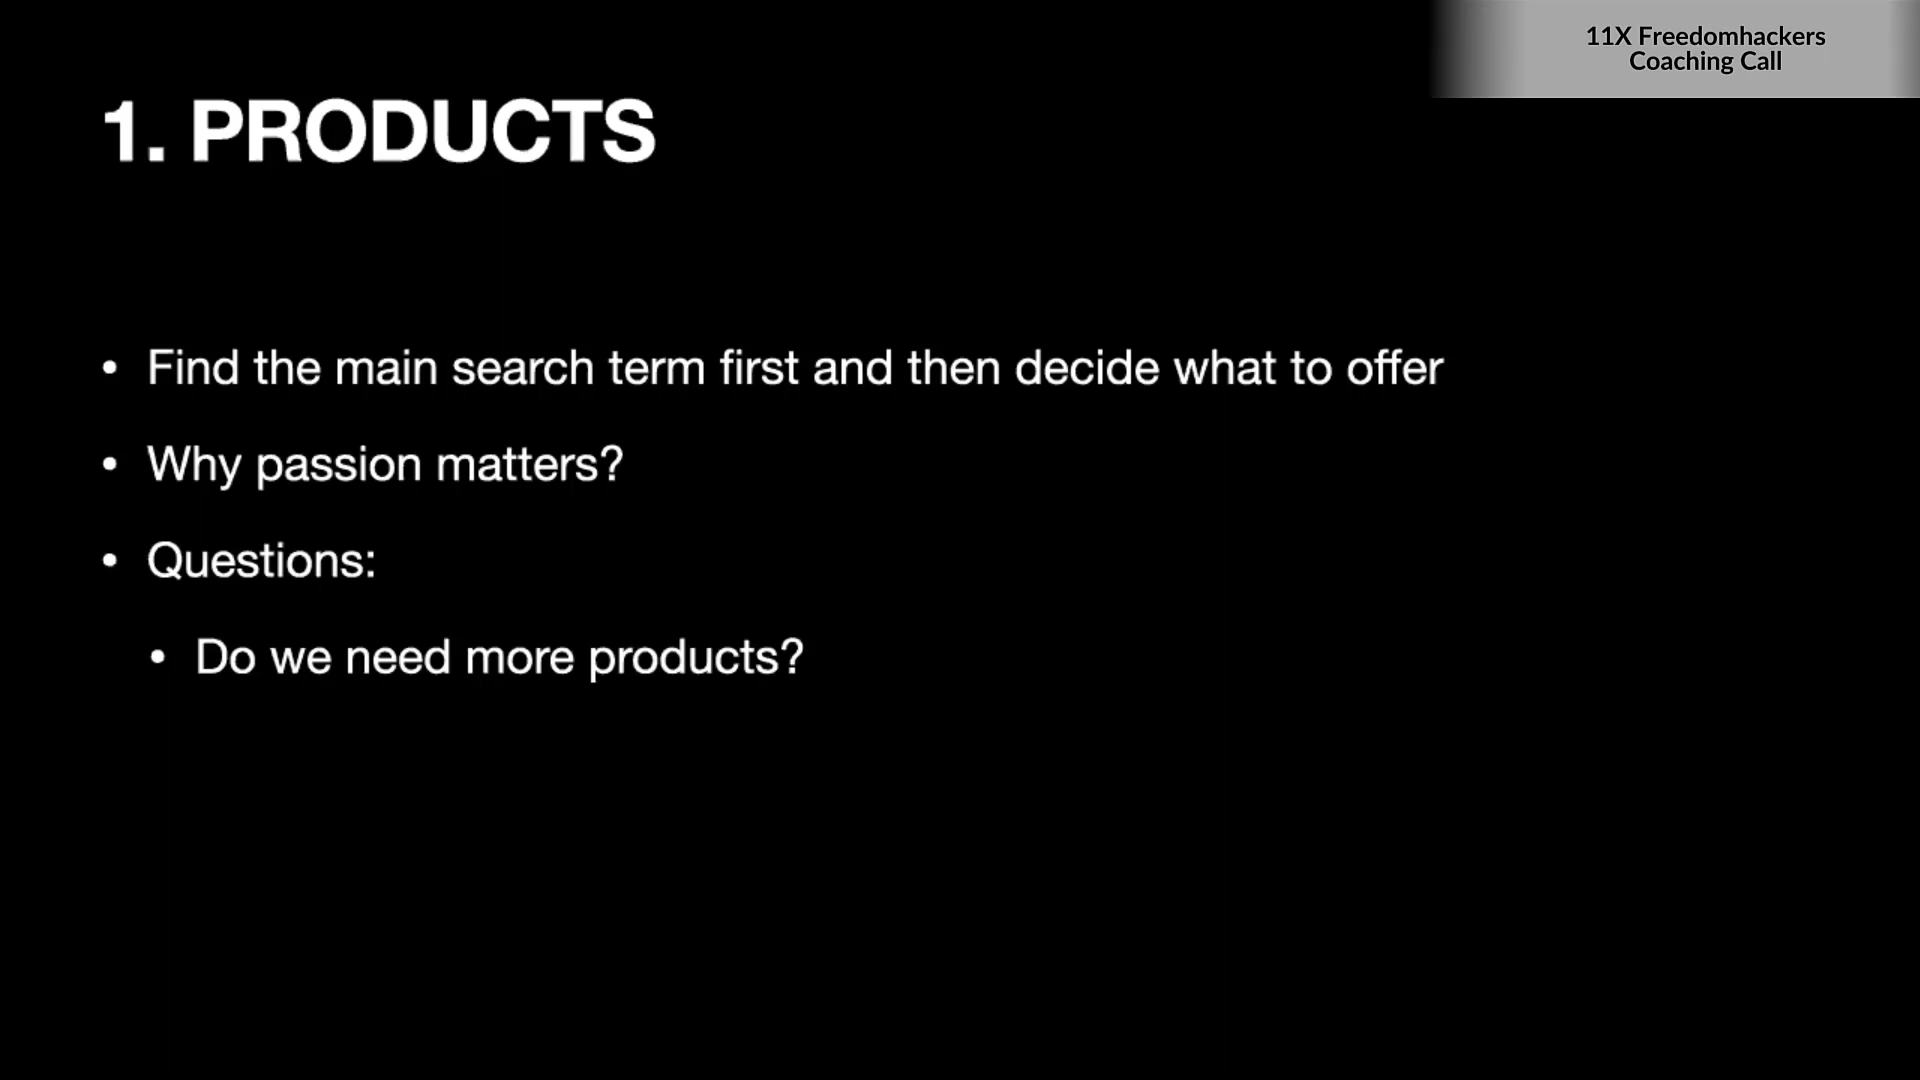 11X Freedomhackers
Coaching Call
1. PRODUCTS
• Find the main search term first and then decide what to offer
• Why passion matters?
• Questions:
• Do we need more products?